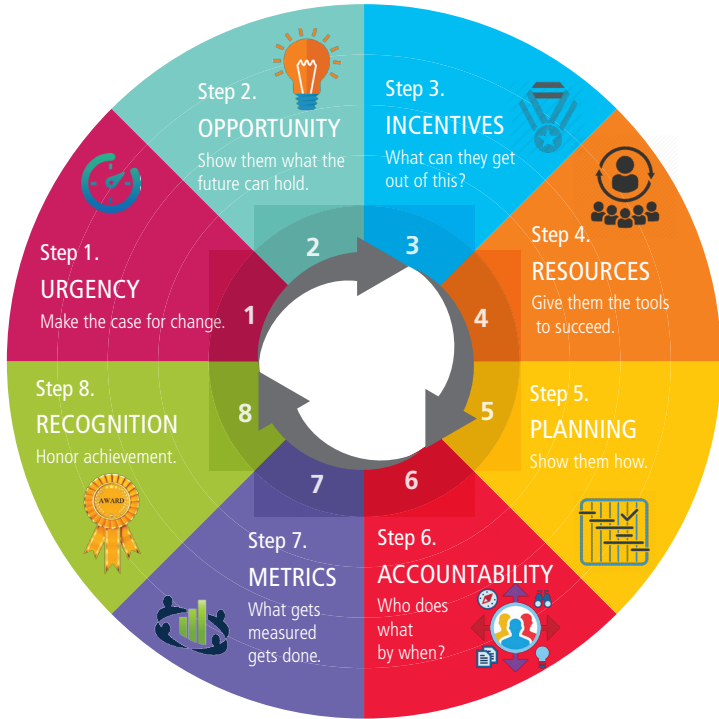 Step 1.
URGENCY
Make the case for change.
1
Step 2.
OPPORTUNITY
Show them what the
future can hold.
2
Step 3.
INCENTIVES
What can they get
out of this?
3
Step 4.
RESOURCES
Give them the tools
to succeed.
4
Step 5.
PLANNING
Show them how.
5
Step 6.
ACCOUNTABILITY
Who does
what
by when?
6
Step 7.
METRICS
What gets
measured
gets done.
7
Step 8.
RECOGNITION
Honor achievement.
AWARD
8